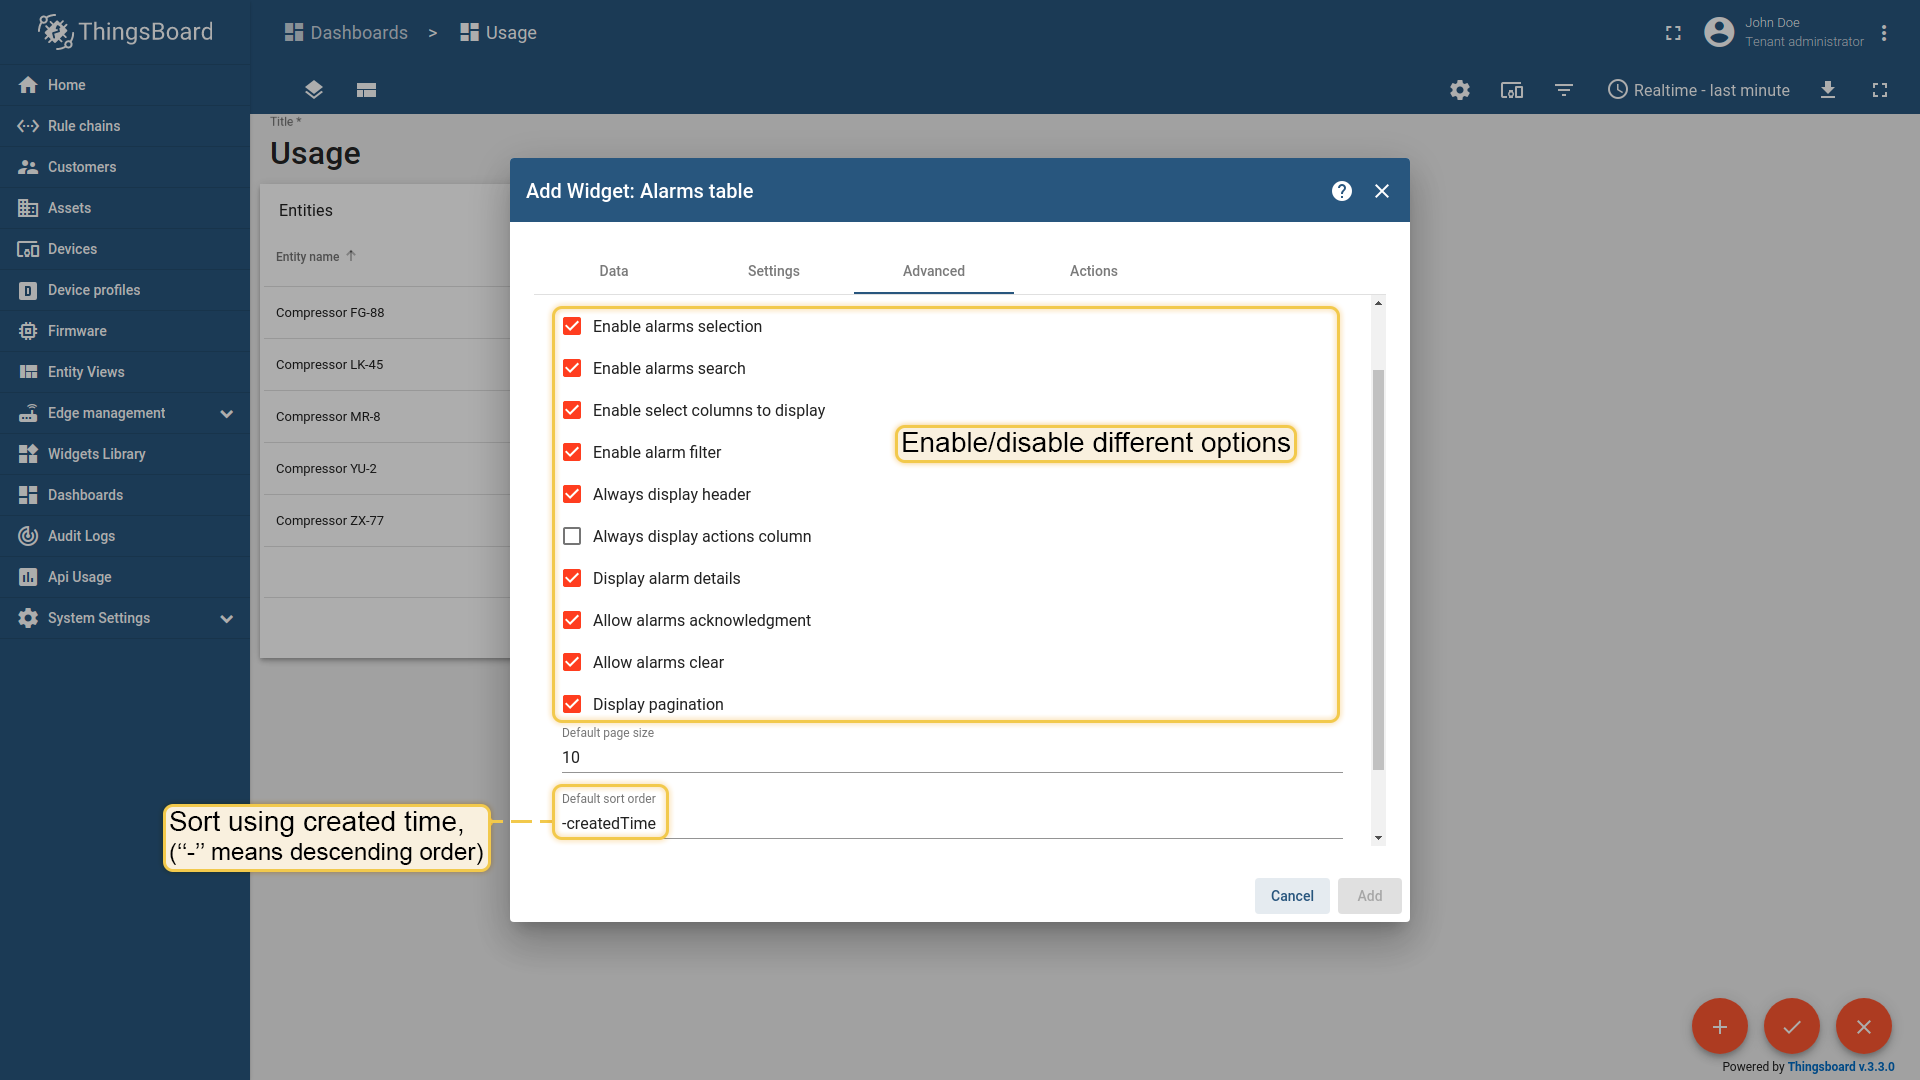 ThingsBoard
Dashboards > Usage
John Doe
Tenant administrator
Home
Rule chains
Customers
Assets
Devices
Device profiles
Firmware
Entity Views
Edge management
Widgets Library
Dashboards
Audit Logs
Api Usage
System Settings
Realtime - last minute
Title *
Usage
Entities
Entity name
Compressor FG-88
Compressor LK-45
Compressor MR-8
Compressor YU-2
Compressor ZX-77
Add Widget: Alarms table
Data Settings Advanced Actions
Enable alarms selection
Enable alarms search
Enable select columns to display
Enable alarm filter
Always display header
Always display actions column
Display alarm details
Allow alarms acknowledgment
Allow alarms clear
Display pagination
Enable/disable different options
Default page size
10
Default sort order
-createdTime
Sort using created time,
(“-” means descending order)
Cancel Add
Powered by Thingsboard v.3.3.0